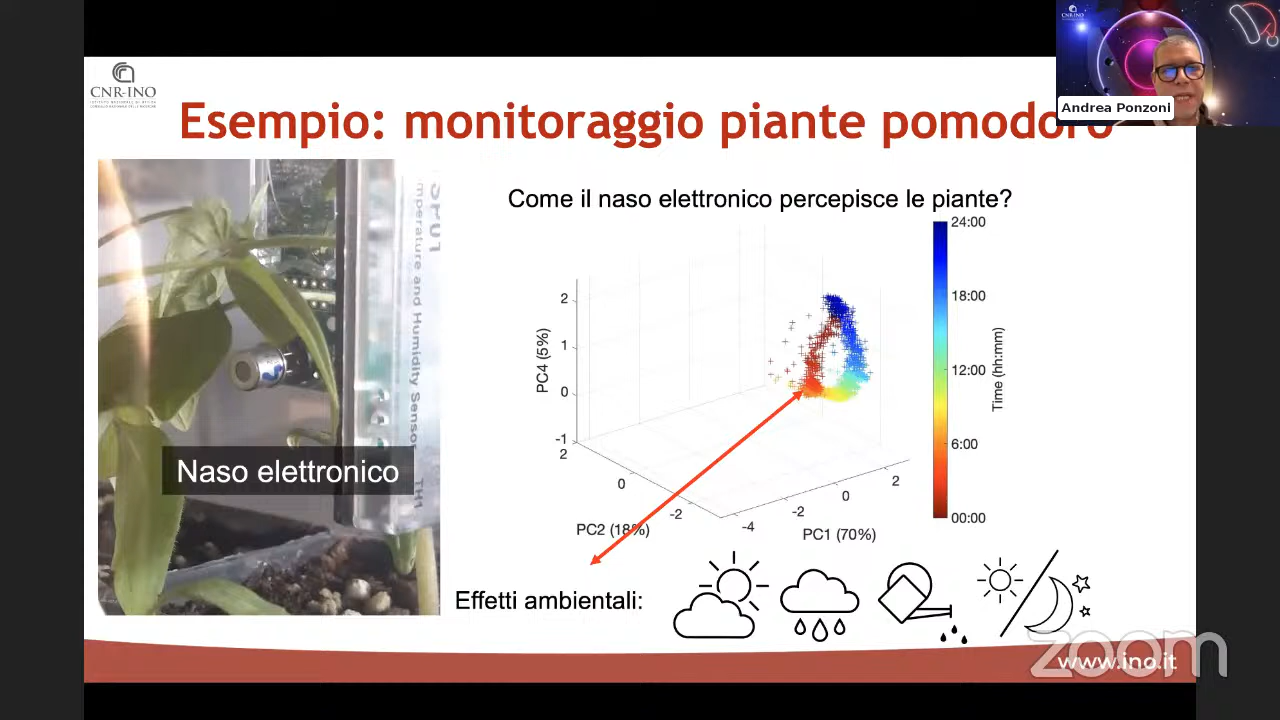 CNR-INO
Andrea Ponzoni
CNR-INO
Esempio: monitoraggio piante pomodoro
Come il naso elettronico percepisce le piante?
mperature and Humidity Sensor
TH1
Naso elettronico
PC4 (5%)
2
1
0
-1
2
0
-2
PC2 (18%)
-4
-2
0
2
PC1 (70%)
24:00
18:00
12:00
6:00
00:00
Time (hh:mm)
Effetti ambientali:
zoom
www.ino.it